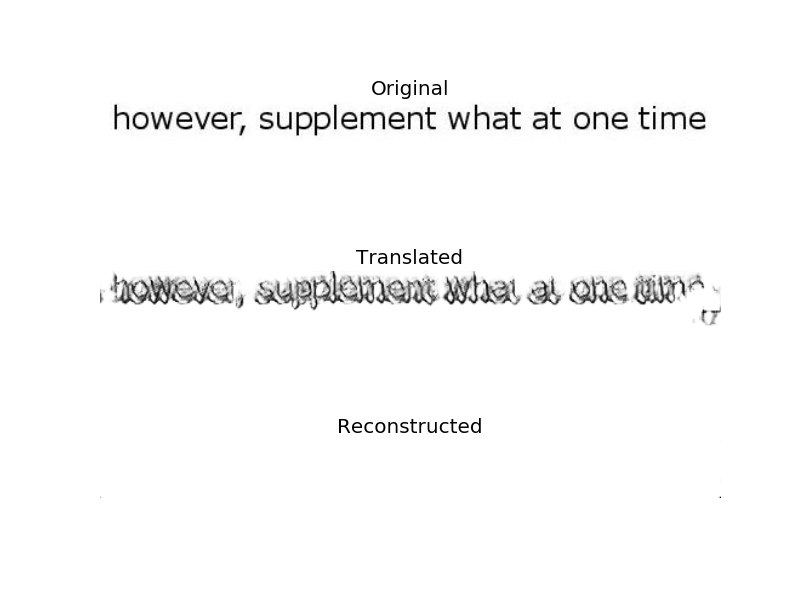 Original
however, supplement what at one time
Translated
however, supplement what at one time
Reconstructed